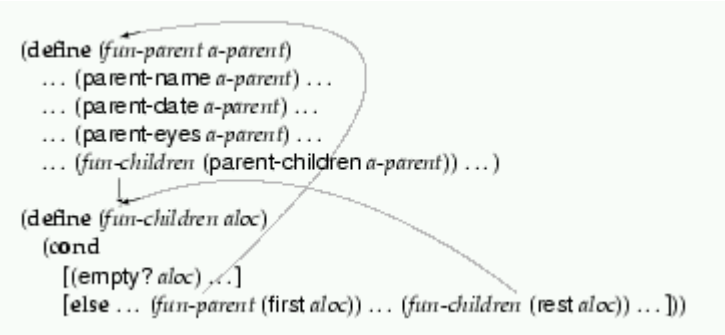 (define (fun-parent a-parent)
... (parent-name a-parent) ...
... (parent-date a-parent) ...
... (parent-eyes a-parent) ...
... (fun-children (parent-children a-parent)) ... )
(define (fun-children aloc)
(cond
[(empty? aloc) ...]
[else ... (fun-parent (first aloc)) ... (fun-children (rest aloc)) ... ]))